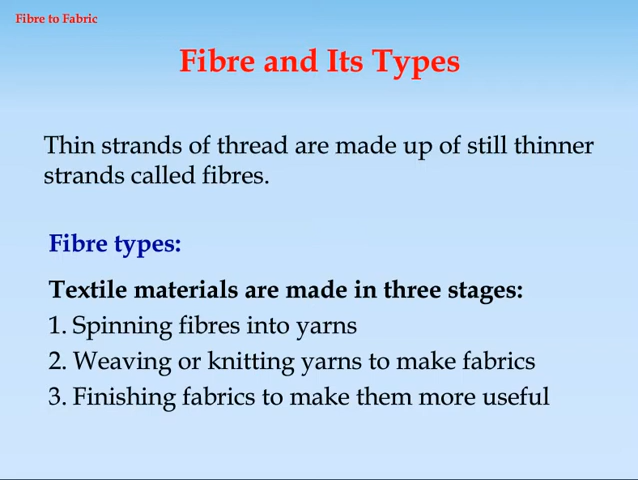 Fibre to Fabric
Fibre and Its Types
Thin strands of thread are made up of still thinner
strands called fibres.
Fibre types:
Textile materials are made in three stages:
1. Spinning fibres into yarns
2. Weaving or knitting yarns to make fabrics
3. Finishing fabrics to make them more useful